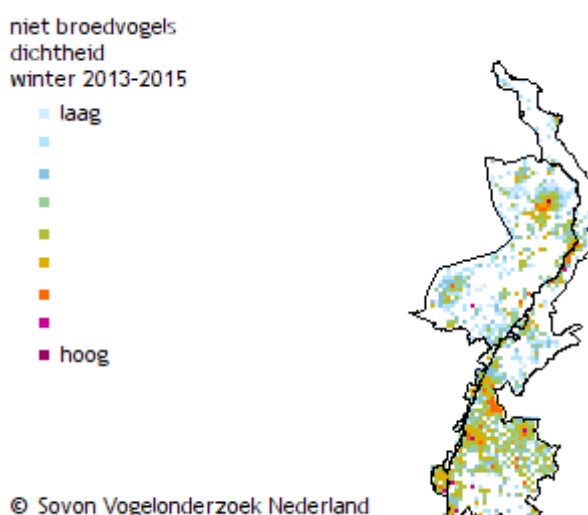 niet broedvogels
dichtheid
winter 2013-2015
laag
hoog
© Sovon Vogelonderzoek Nederland